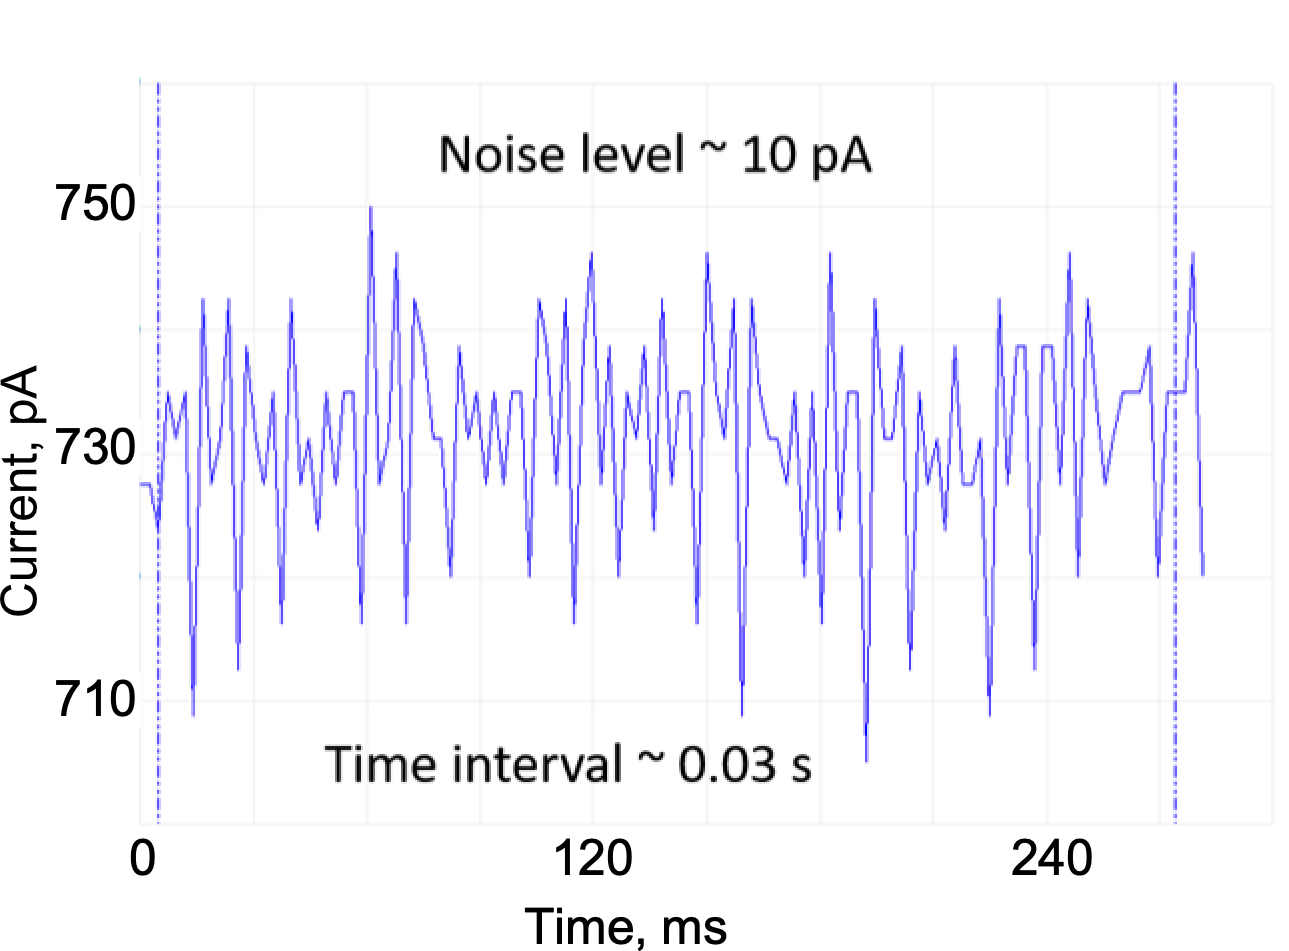 Noise level ~ 10 pA
750
730
710
Current, pA
Time interval ~ 0.03 s
0 120 240
Time, ms